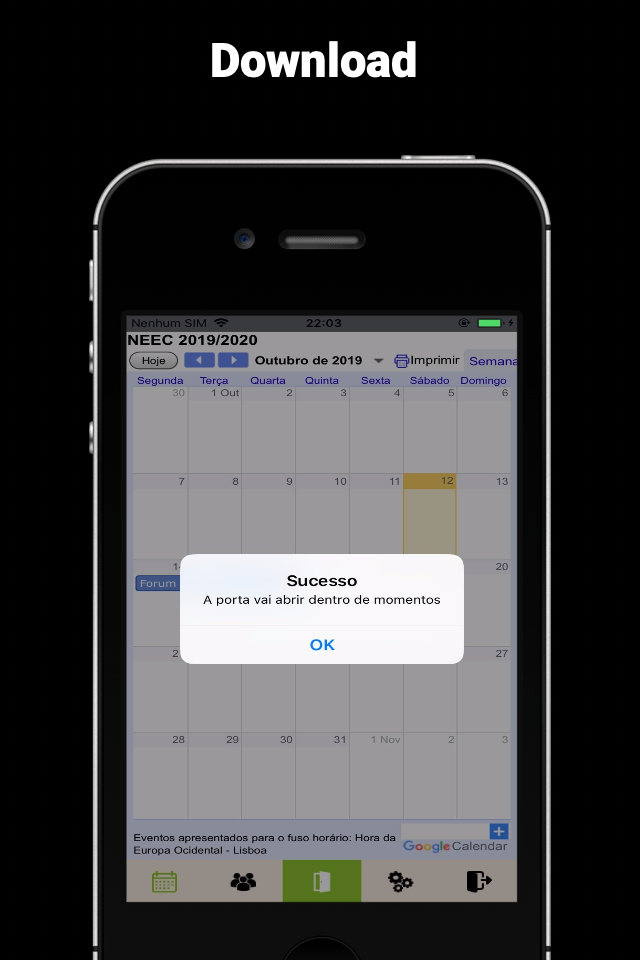 Download
Nenhum SIM 22:03
NEEC 2019/2020
Hoje Outubro de 2019 Imprimir Semana
Segunda Terça Quarta Quinta Sexta Sábado Domingo
30 1 Out 2 3 4 5 6
7 8 9 10 11 12 13
20
Forum
Sucesso
A porta vai abrir dentro de momentos
OK
27
28 29 30 31 1 Nov 2 3
Eventos apresentados para o fuso horário: Hora da
Europa Ocidental - Lisboa
Google Calendar